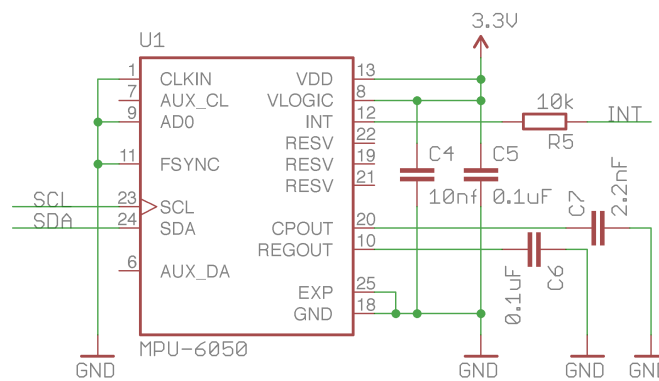 3.3V
U1
1 CLKIN VDD 13
7 AUX_CL VLOGIC 8
9 AD0 INT 12 10k INT
RESV 22 R5
11 FSYNC RESV 19 C4 C5
RESV 21
SCL 23 SCL 10nf 0.1uF C7 2.2nF
SDA 24 SDA CPOUT 20
REGOUT 10
6 AUX_DA 0.1uF C6
EXP 25
GND 18
MPU-6050
GND GND GND GND